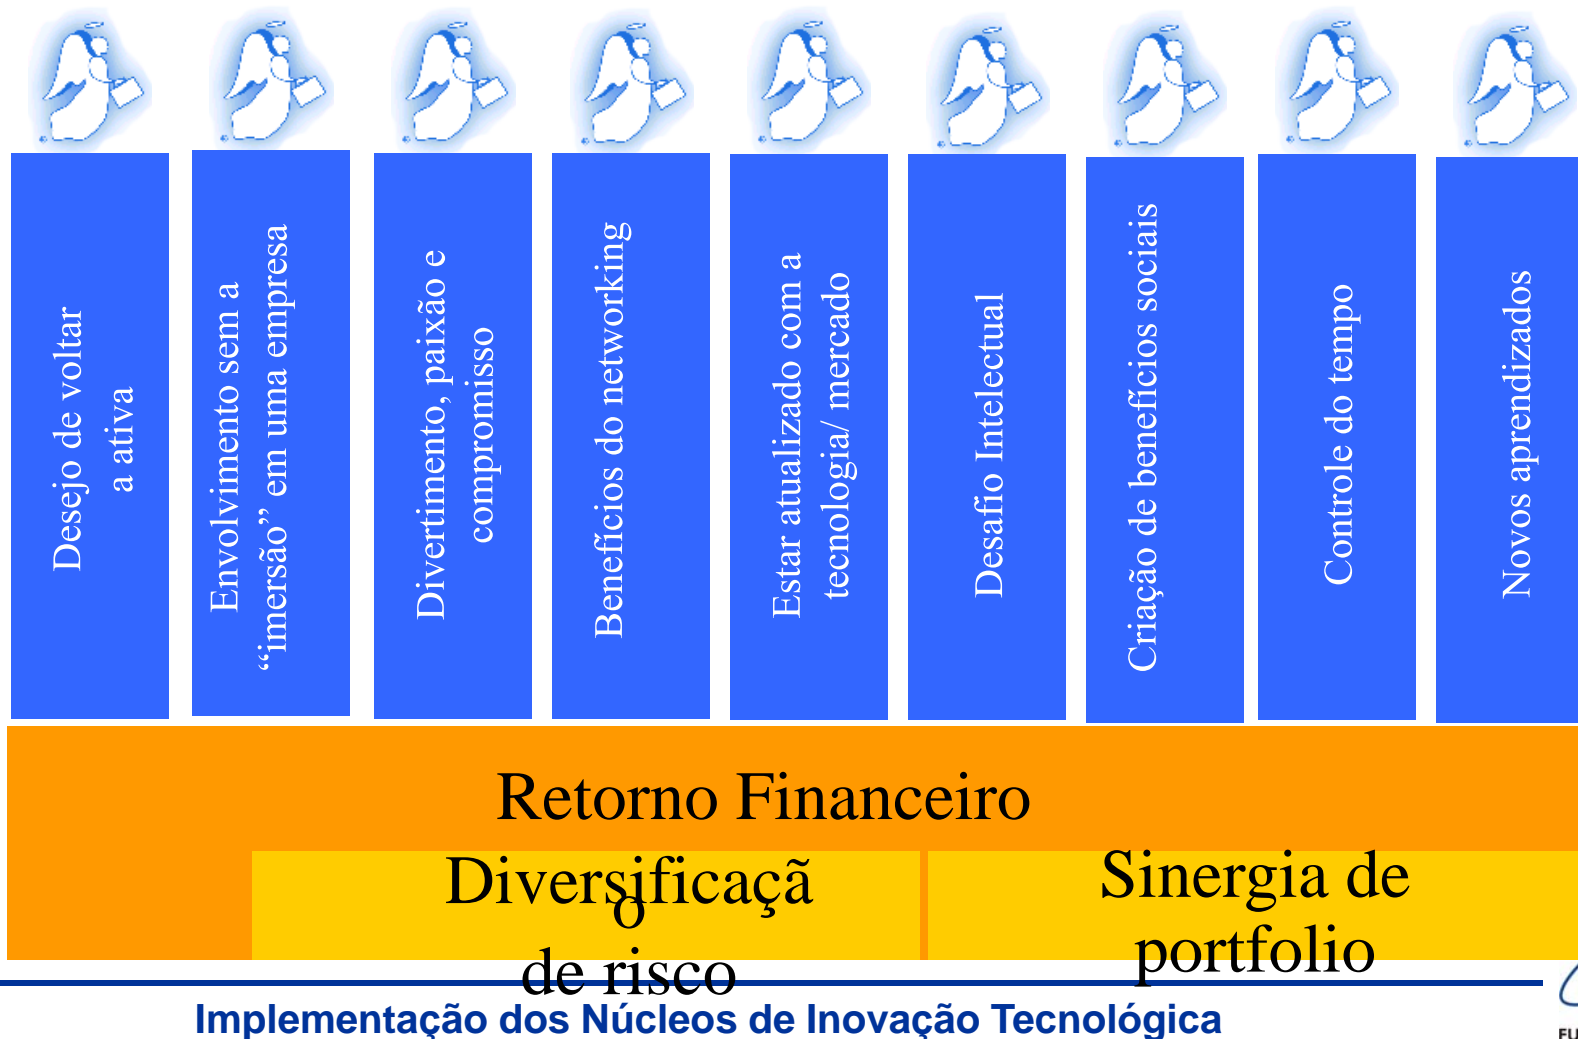 Desejo de voltar
a ativa
Envolvimento sem a
“imersão” em uma empresa
Divertimento, paixão e
compromisso
Benefícios do networking
Estar atualizado com a
tecnologia/ mercado
Desafio Intelectual
Criação de benefícios sociais
Controle do tempo
Novos aprendizados
Retorno Financeiro
Diversificaçã
o
de risco
Sinergia de
portfolio
Implementação dos Núcleos de Inovação Tecnológica